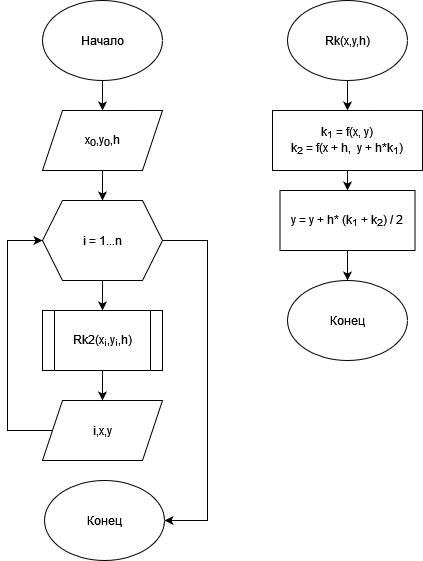 Начало
x₀,y₀,h
i = 1...n
Rk2(xᵢ,yᵢ,h)
i,x,y
Конец
Rk(x,y,h)
k₁ = f(x, y)
k₂ = f(x + h, y + h*k₁)
y = y + h* (k₁ + k₂) / 2
Конец